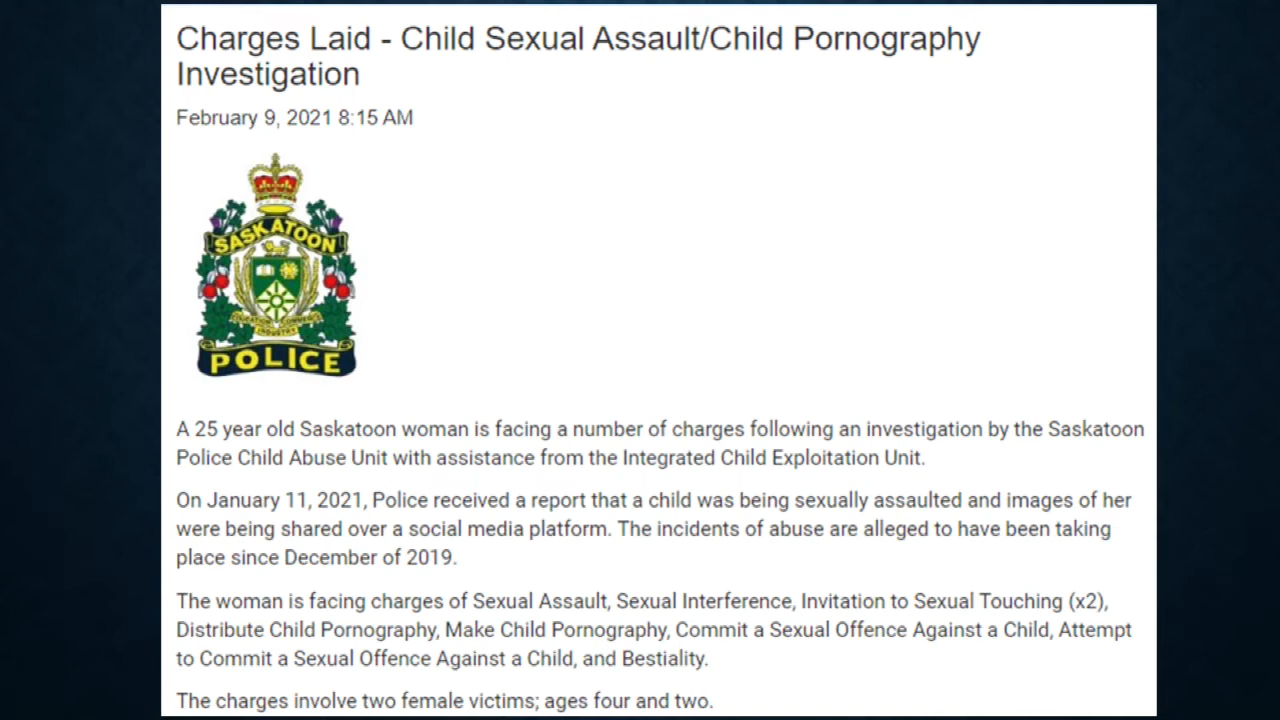 Charges Laid - Child Sexual Assault/Child Pornography
Investigation
February 9, 2021 8:15 AM
SASKATOON
EDUCATION COMMERCE
INDUSTRY
POLICE
A 25 year old Saskatoon woman is facing a number of charges following an investigation by the Saskatoon
Police Child Abuse Unit with assistance from the Integrated Child Exploitation Unit.
On January 11, 2021, Police received a report that a child was being sexually assaulted and images of her
were being shared over a social media platform. The incidents of abuse are alleged to have been taking
place since December of 2019.
The woman is facing charges of Sexual Assault, Sexual Interference, Invitation to Sexual Touching (x2),
Distribute Child Pornography, Make Child Pornography, Commit a Sexual Offence Against a Child, Attempt
to Commit a Sexual Offence Against a Child, and Bestiality.
The charges involve two female victims; ages four and two.